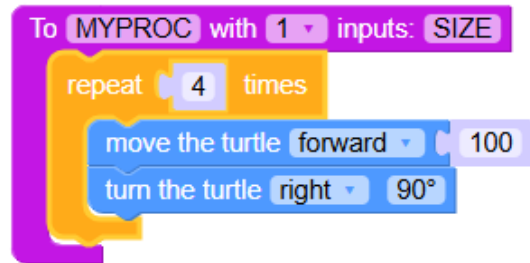 To MYPROC with 1 inputs: SIZE
repeat 4 times
move the turtle forward 100
turn the turtle right 90°